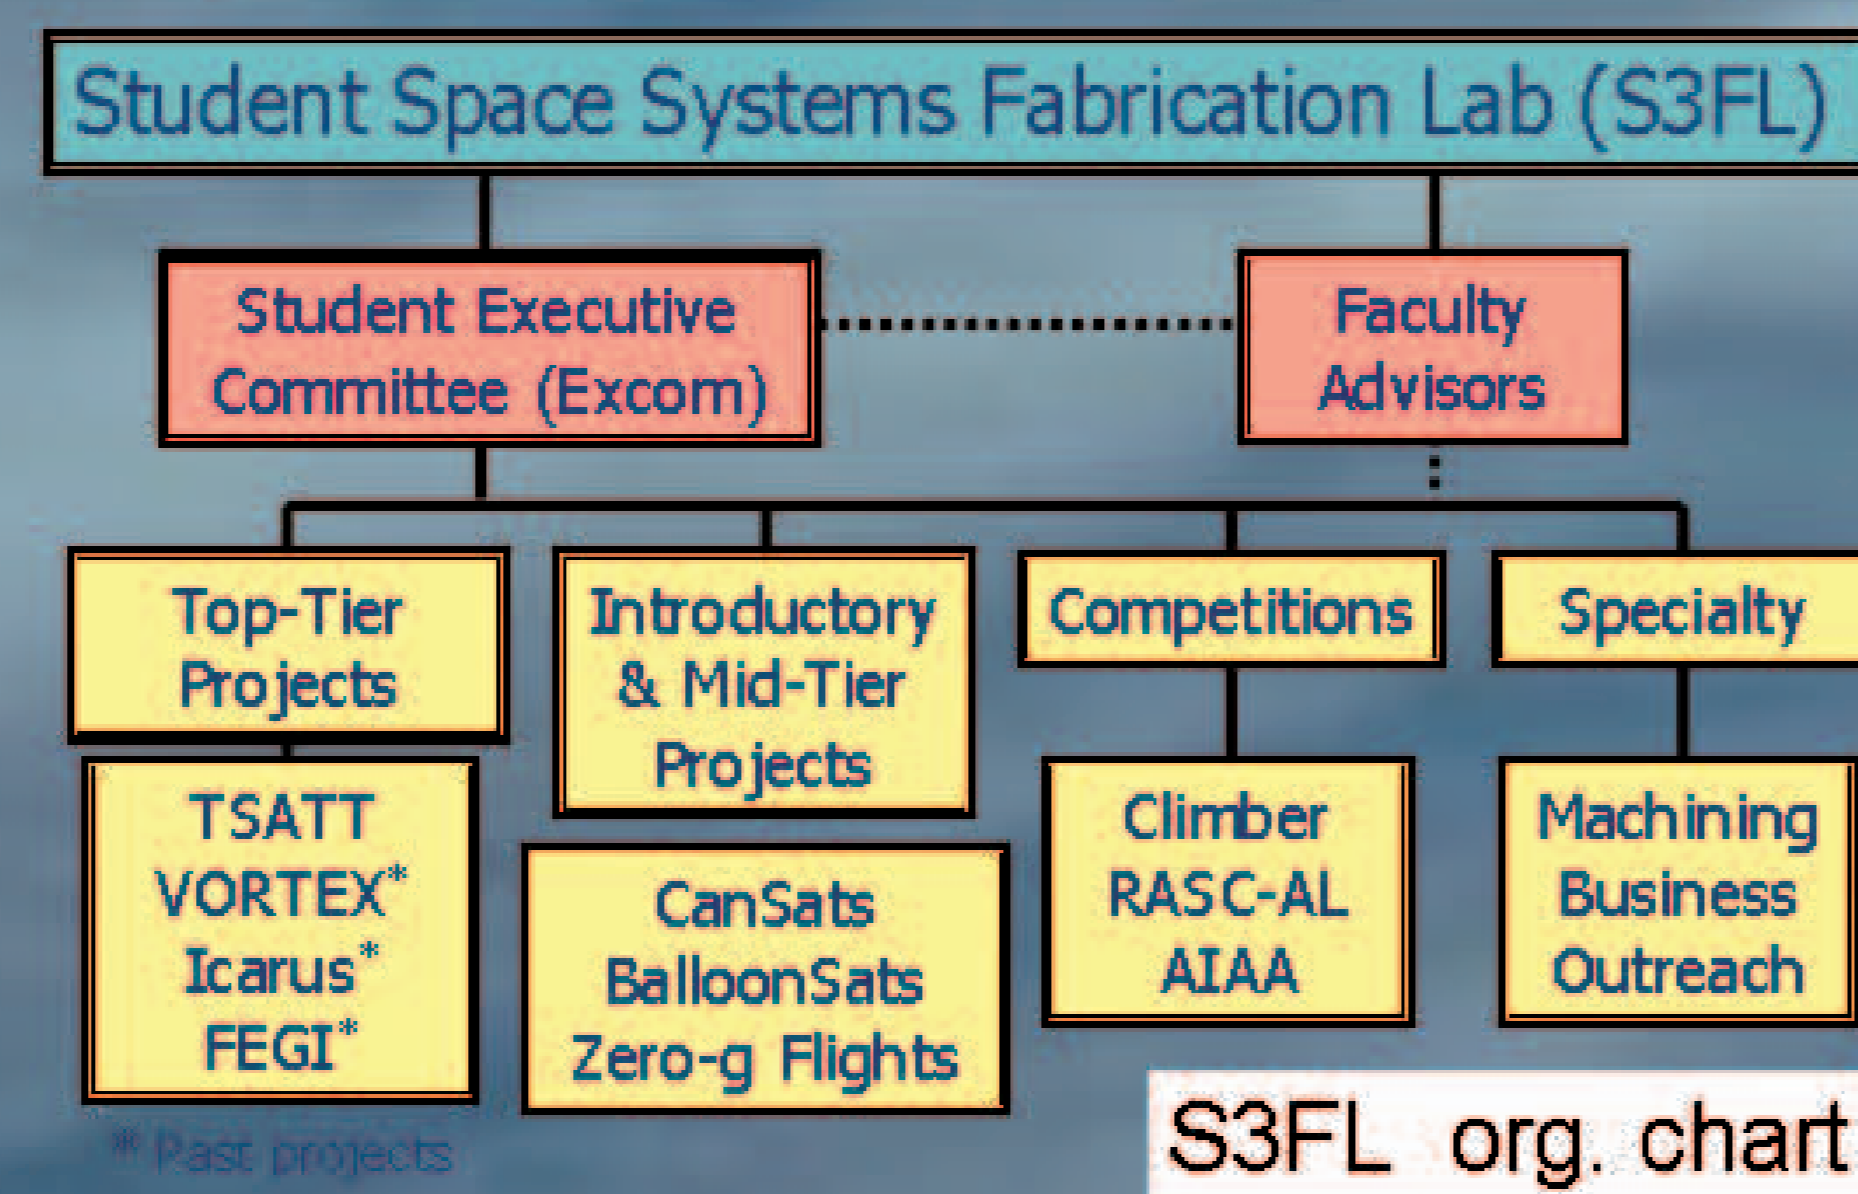 Student Space Systems Fabrication Lab (S3FL)
Student Executive
Committee (Excom)
Faculty
Advisors
Top-Tier
Projects
Introductory
& Mid-Tier
Projects
Competitions
Specialty
TSATT
VORTEX*
Icarus*
FEGI*
CanSats
BalloonSats
Zero-g Flights
Climber
RASC-AL
AIAA
Machining
Business
Outreach
* Past projects
S3FL org. chart